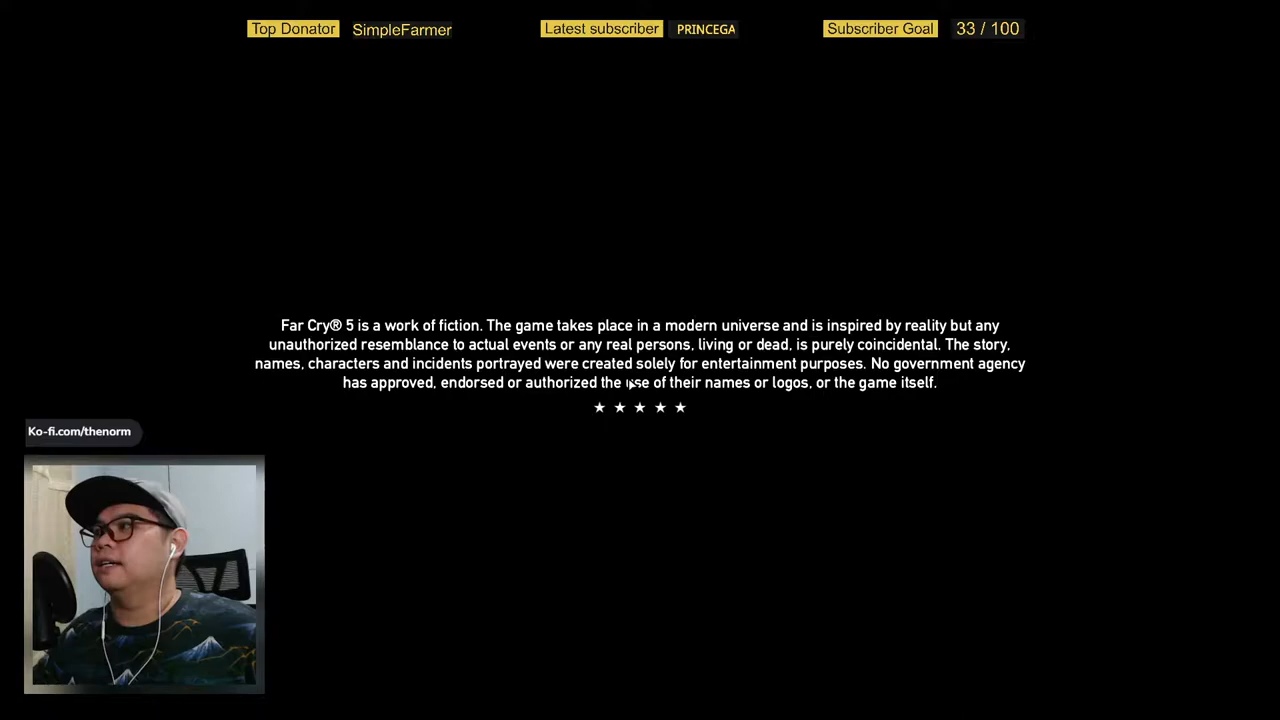 Top Donator SimpleFarmer Latest subscriber PRINCEGA Subscriber Goal 33 / 100
Far Cry® 5 is a work of fiction. The game takes place in a modern universe and is inspired by reality but any
unauthorized resemblance to actual events or any real persons, living or dead, is purely coincidental. The story,
names, characters and incidents portrayed were created solely for entertainment purposes. No government agency
has approved, endorsed or authorized the use of their names or logos, or the game itself.
Ko-fi.com/thenorm